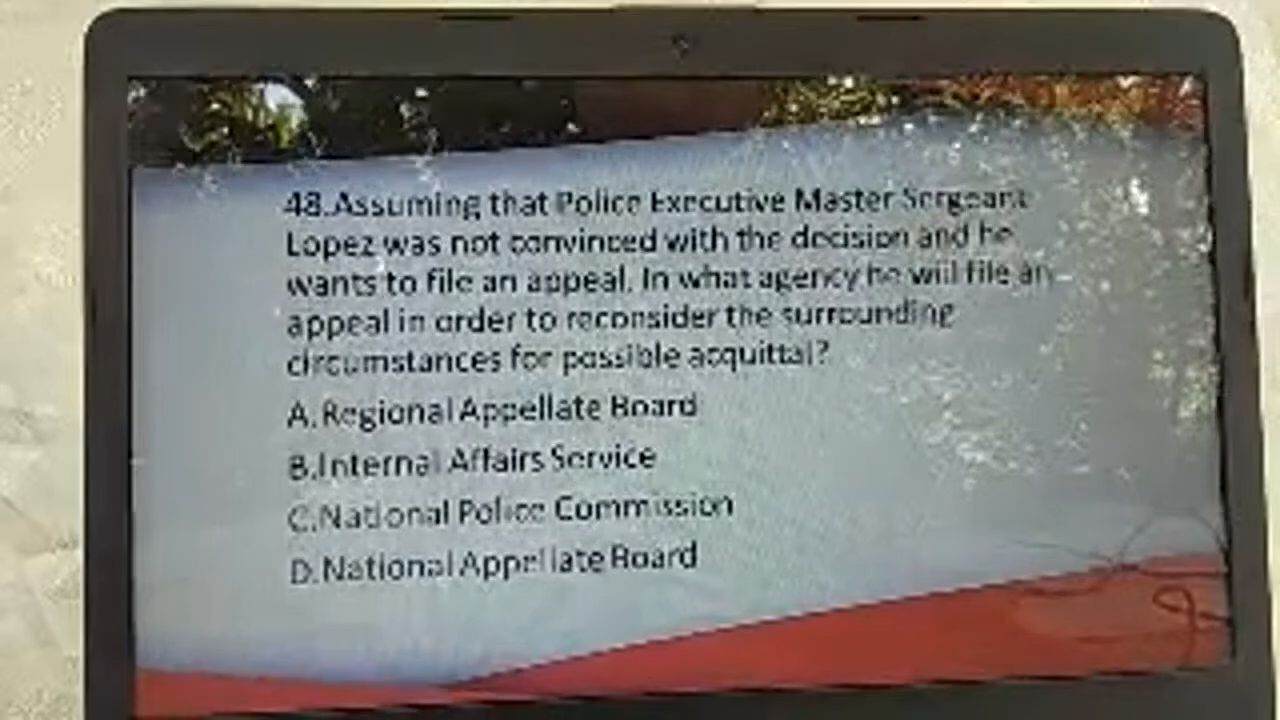 48.Assuming that Police Executive Master Sergeant
Lopez was not convinced with the decision and he
wants to file an appeal. In what agency he will file an
appeal in order to reconsider the surrounding
circumstances for possible acquittal?
A.Regional Appellate Board
B.Internal Affairs Service
C.National Police Commission
D.National Appellate Board